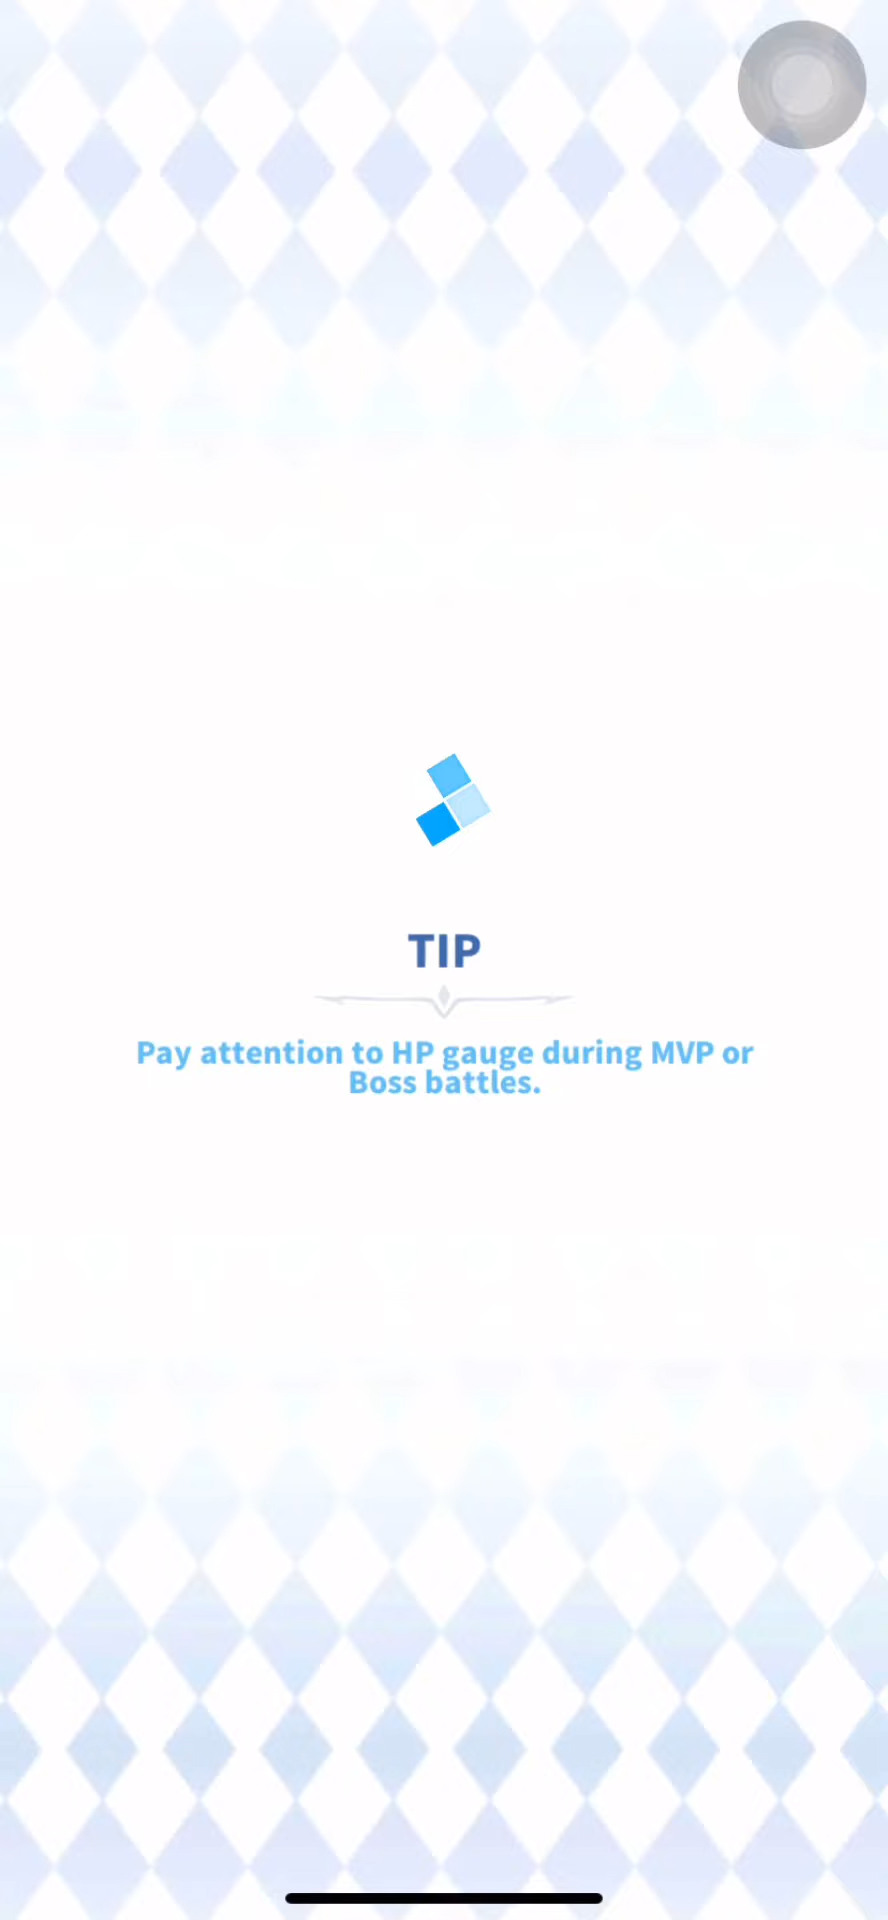 TIP
Pay attention to HP gauge during MVP or
Boss battles.